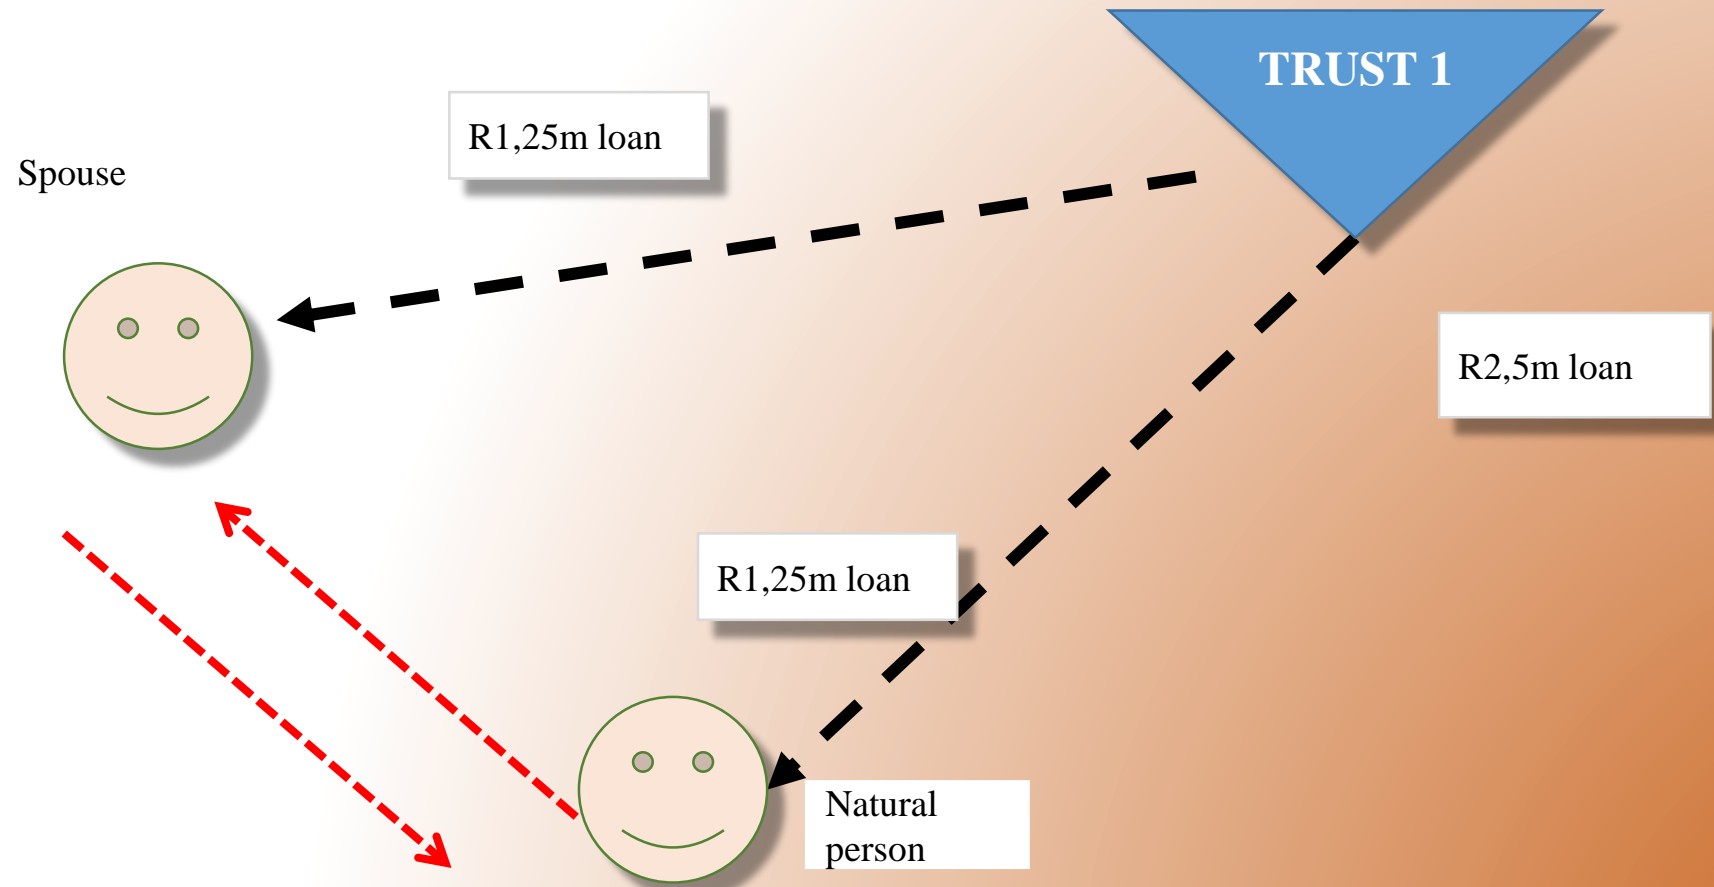 TRUST 1
R1,25m loan
Spouse
R2,5m loan
R1,25m loan
Natural
person